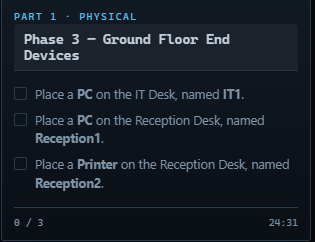 PART 1 · PHYSICAL
Phase 3 — Ground Floor End
Devices
Place a PC on the IT Desk, named IT1.
Place a PC on the Reception Desk, named
Reception1.
Place a Printer on the Reception Desk, named
Reception2.
0 / 3
24:31